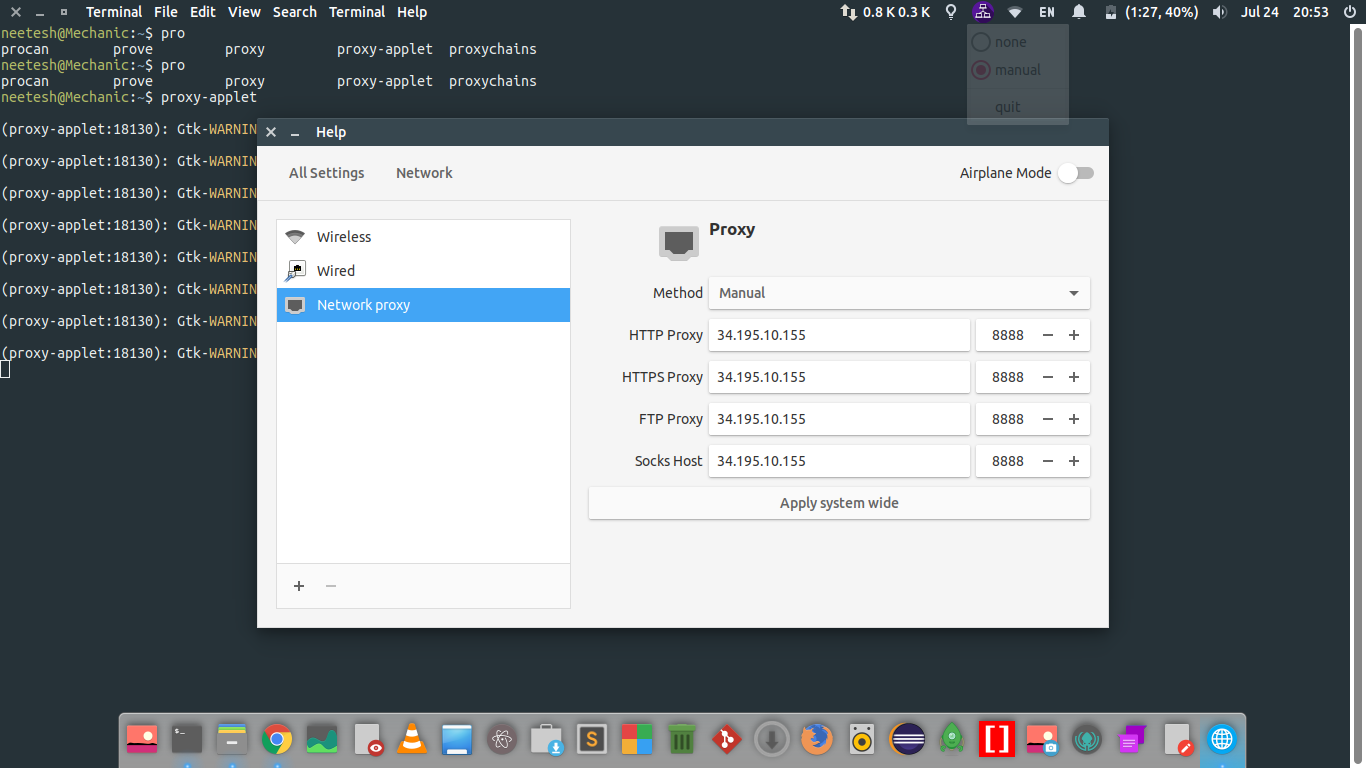 Terminal File Edit View Search Terminal Help 0.8 K 0.3 K EN (1:27, 40%) Jul 24 20:53
neetesh@Mechanic:~$ pro
procan prove proxy proxy-applet proxychains
neetesh@Mechanic:~$ pro
procan prove proxy proxy-applet proxychains
neetesh@Mechanic:~$ proxy-applet
none
manual
quit
(proxy-applet:18130): Gtk-WARNIN
(proxy-applet:18130): Gtk-WARNIN
(proxy-applet:18130): Gtk-WARNIN
(proxy-applet:18130): Gtk-WARNIN
(proxy-applet:18130): Gtk-WARNIN
(proxy-applet:18130): Gtk-WARNIN
(proxy-applet:18130): Gtk-WARNIN
(proxy-applet:18130): Gtk-WARNIN
Help
All Settings Network Airplane Mode
Wireless
Wired
Network proxy
Proxy
Method Manual
HTTP Proxy 34.195.10.155 8888 − +
HTTPS Proxy 34.195.10.155 8888 − +
FTP Proxy 34.195.10.155 8888 − +
Socks Host 34.195.10.155 8888 − +
Apply system wide
+ −
$_ S [ ]